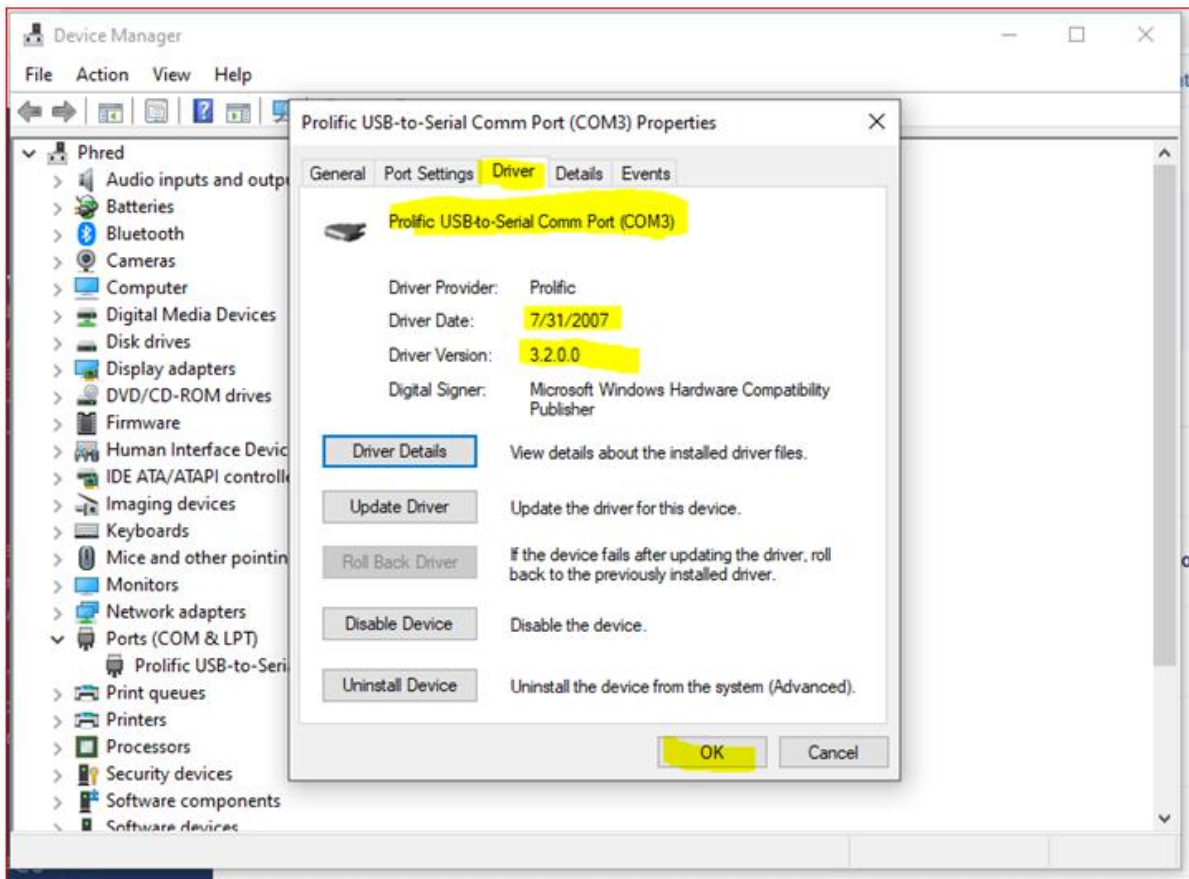 Device Manager
File Action View Help
Prolific USB-to-Serial Comm Port (COM3) Properties
General Port Settings Driver Details Events
Prolific USB-to-Serial Comm Port (COM3)
Driver Provider: Prolific
Driver Date: 7/31/2007
Driver Version: 3.2.0.0
Digital Signer: Microsoft Windows Hardware Compatibility
Publisher
Driver Details View details about the installed driver files.
Update Driver Update the driver for this device.
Roll Back Driver If the device fails after updating the driver, roll
back to the previously installed driver.
Disable Device Disable the device.
Uninstall Device Uninstall the device from the system (Advanced).
OK Cancel
Phred
Audio inputs and outp
Batteries
Bluetooth
Cameras
Computer
Digital Media Devices
Disk drives
Display adapters
DVD/CD-ROM drives
Firmware
Human Interface Devic
IDE ATA/ATAPI controlle
Imaging devices
Keyboards
Mice and other pointin
Monitors
Network adapters
Ports (COM & LPT)
Prolific USB-to-Seri
Print queues
Printers
Processors
Security devices
Software components
Software devices